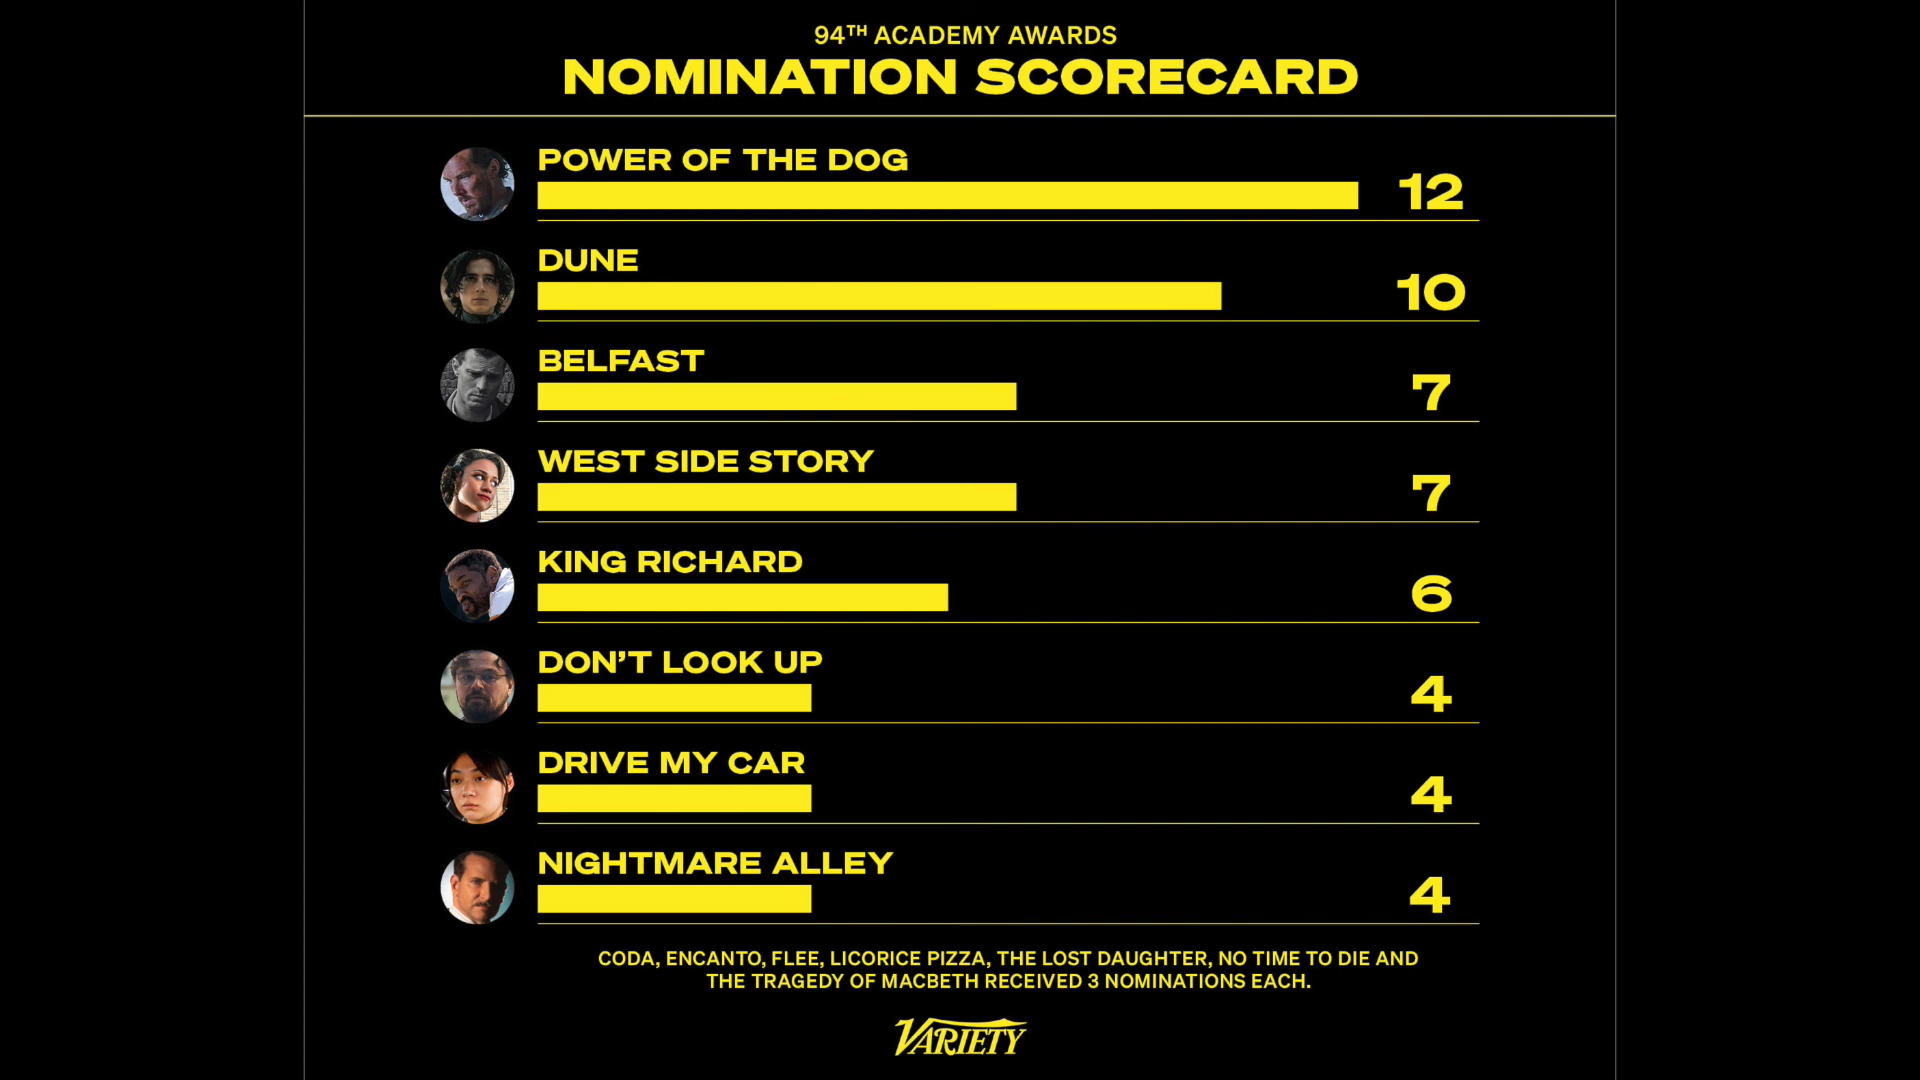 94TH ACADEMY AWARDS
NOMINATION SCORECARD
POWER OF THE DOG
12
DUNE
10
BELFAST
7
WEST SIDE STORY
7
KING RICHARD
6
DON’T LOOK UP
4
DRIVE MY CAR
4
NIGHTMARE ALLEY
4
CODA, ENCANTO, FLEE, LICORICE PIZZA, THE LOST DAUGHTER, NO TIME TO DIE AND
THE TRAGEDY OF MACBETH RECEIVED 3 NOMINATIONS EACH.
VARIETY